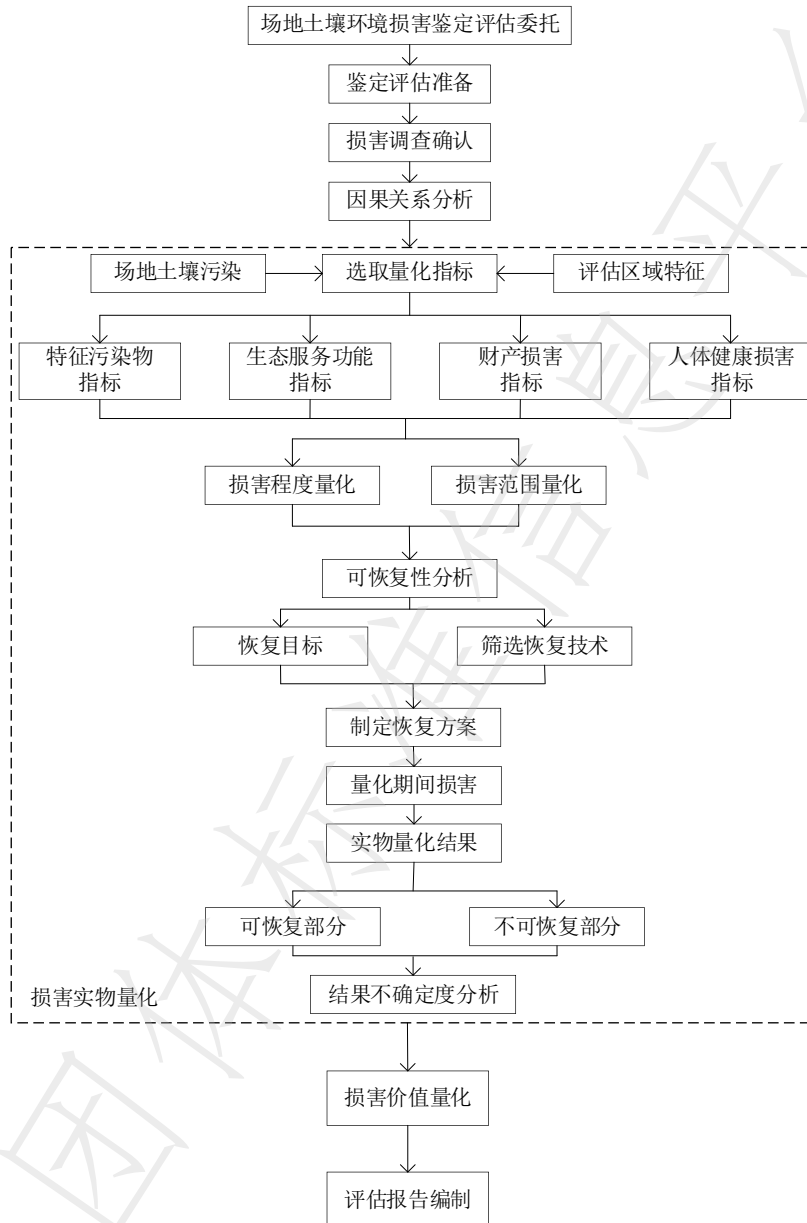 场地土壤环境损害鉴定评估委托
鉴定评估准备
损害调查确认
因果关系分析
场地土壤污染
选取量化指标
评估区域特征
特征污染物
指标
生态服务功能
指标
财产损害
指标
人体健康损害
指标
损害程度量化
损害范围量化
可恢复性分析
恢复目标
筛选恢复技术
制定恢复方案
量化期间损害
实物量化结果
可恢复部分
不可恢复部分
损害实物量化
结果不确定度分析
损害价值量化
评估报告编制
团体标准信息平